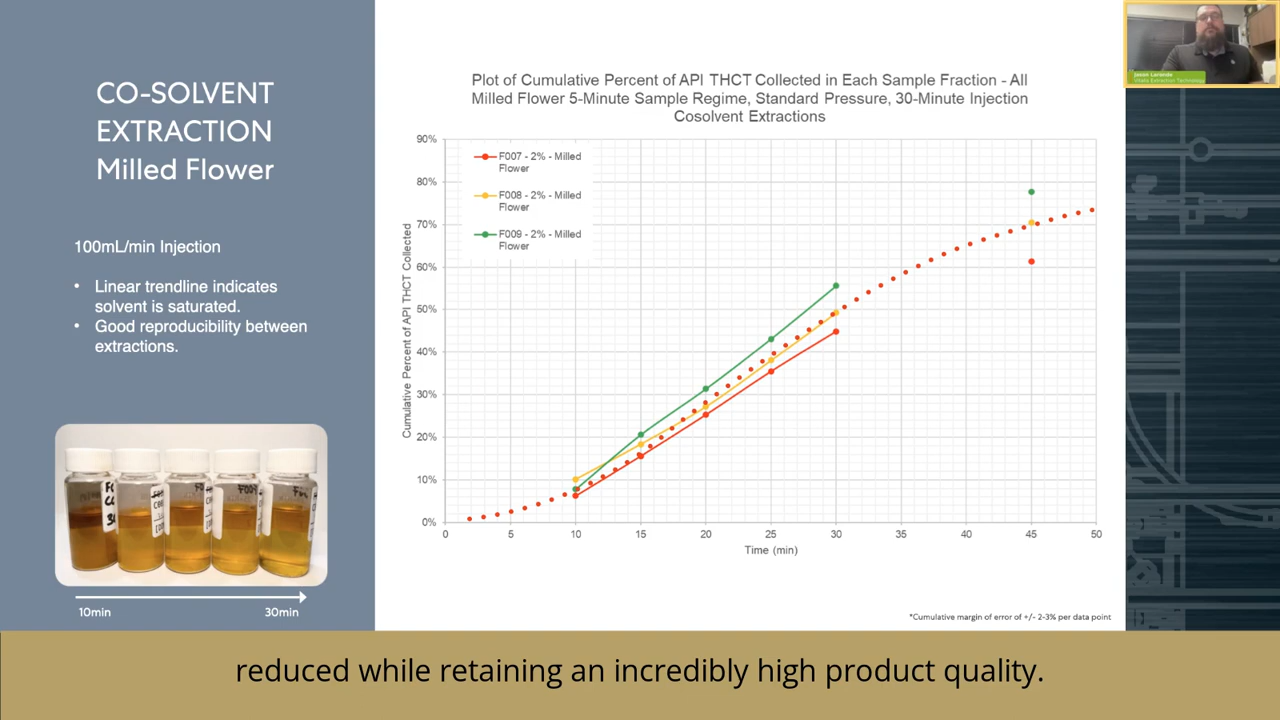 CO-SOLVENT
EXTRACTION
Milled Flower
100mL/min Injection
• Linear trendline indicates
solvent is saturated.
• Good reproducibility between
extractions.
10min
30min
Plot of Cumulative Percent of API THCT Collected in Each Sample Fraction - All
Milled Flower 5-Minute Sample Regime, Standard Pressure, 30-Minute Injection
Cosolvent Extractions
Cumulative Percent of API THCT Collected
90%
80%
70%
60%
50%
40%
30%
20%
10%
0%
F007 - 2% - Milled
Flower
F008 - 2% - Milled
Flower
F009 - 2% - Milled
Flower
0 5 10 15 20 25 30 35 40 45 50
Time (min)
*Cumulative margin of error of +/- 2-3% per data point
Jason Laronde
Vitalis Extraction Technology
reduced while retaining an incredibly high product quality.